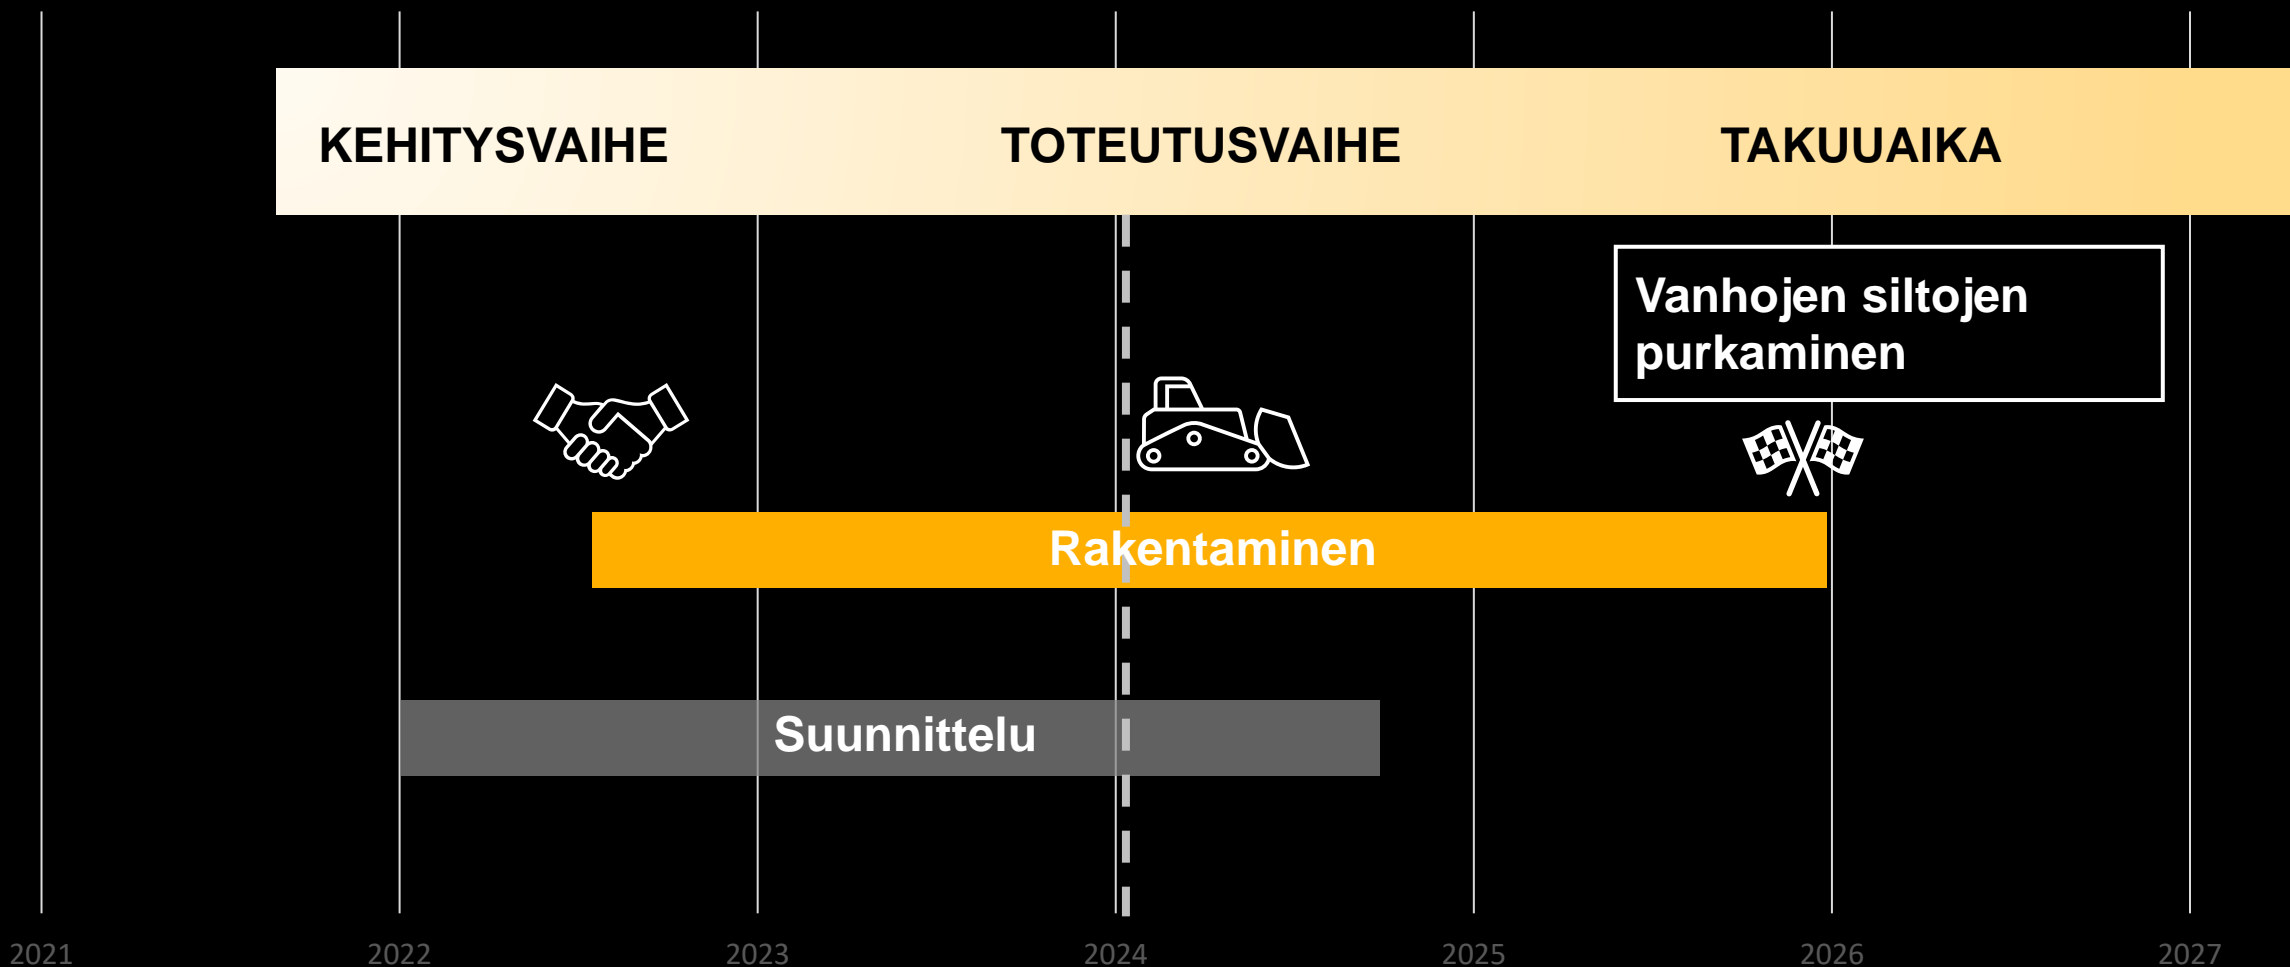 KEHITYSVAIHE
TOTEUTUSVAIHE
TAKUUAIKA
Vanhojen siltojen
purkaminen
Rakentaminen
Suunnittelu
2021
2022
2023
2024
2025
2026
2027